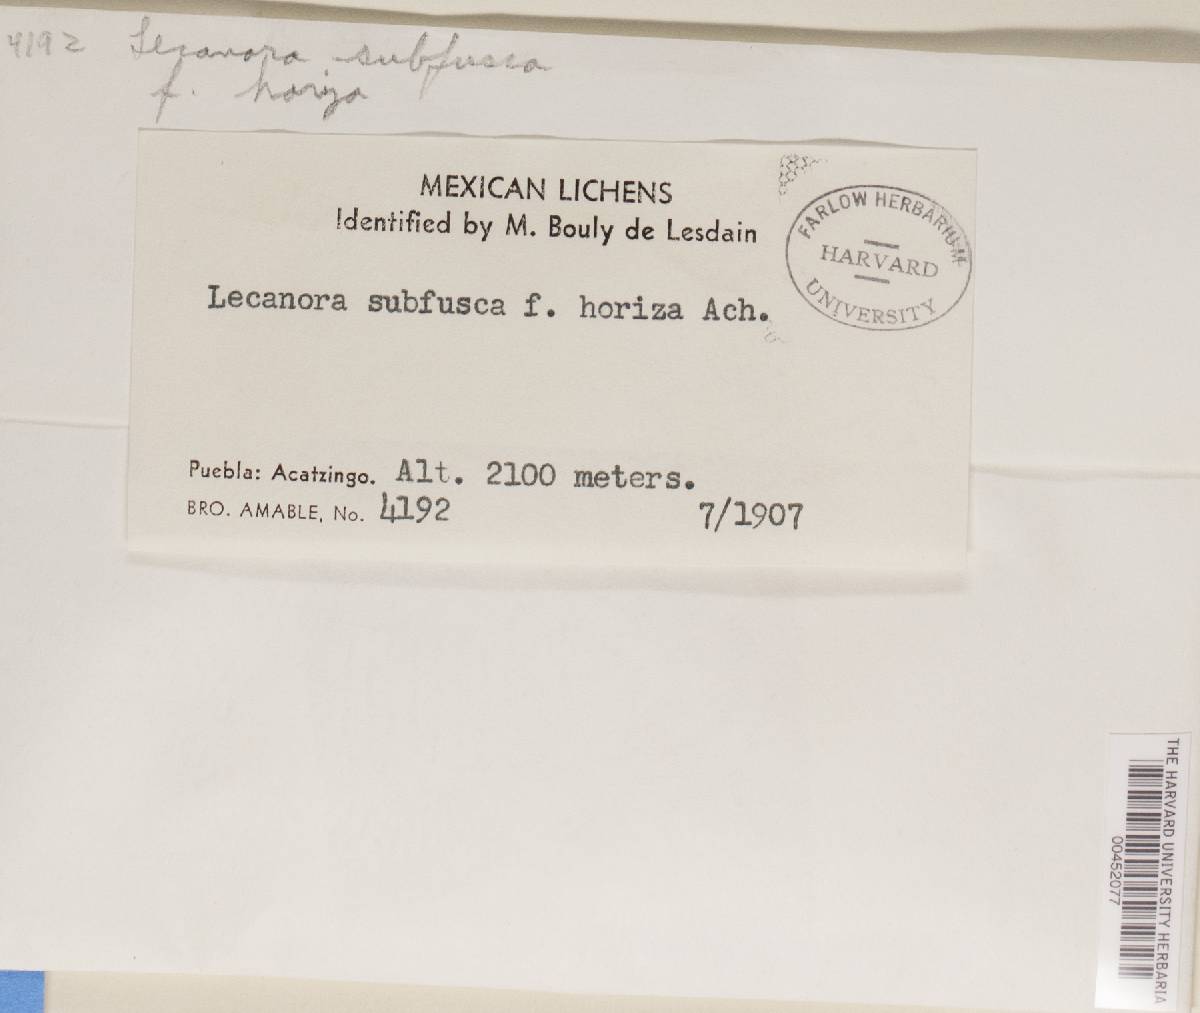 4192 Lecanora subfusca
f. horiza
MEXICAN LICHENS
Identified by M. Bouly de Lesdain
FARLOW HERBARIUM
HARVARD
UNIVERSITY
Lecanora subfusca f. horiza Ach.
Puebla: Acatzingo. Alt. 2100 meters.
BRO. AMABLE, No. 4192 7/1907
THE HARVARD UNIVERSITY HERBARIA
00452077